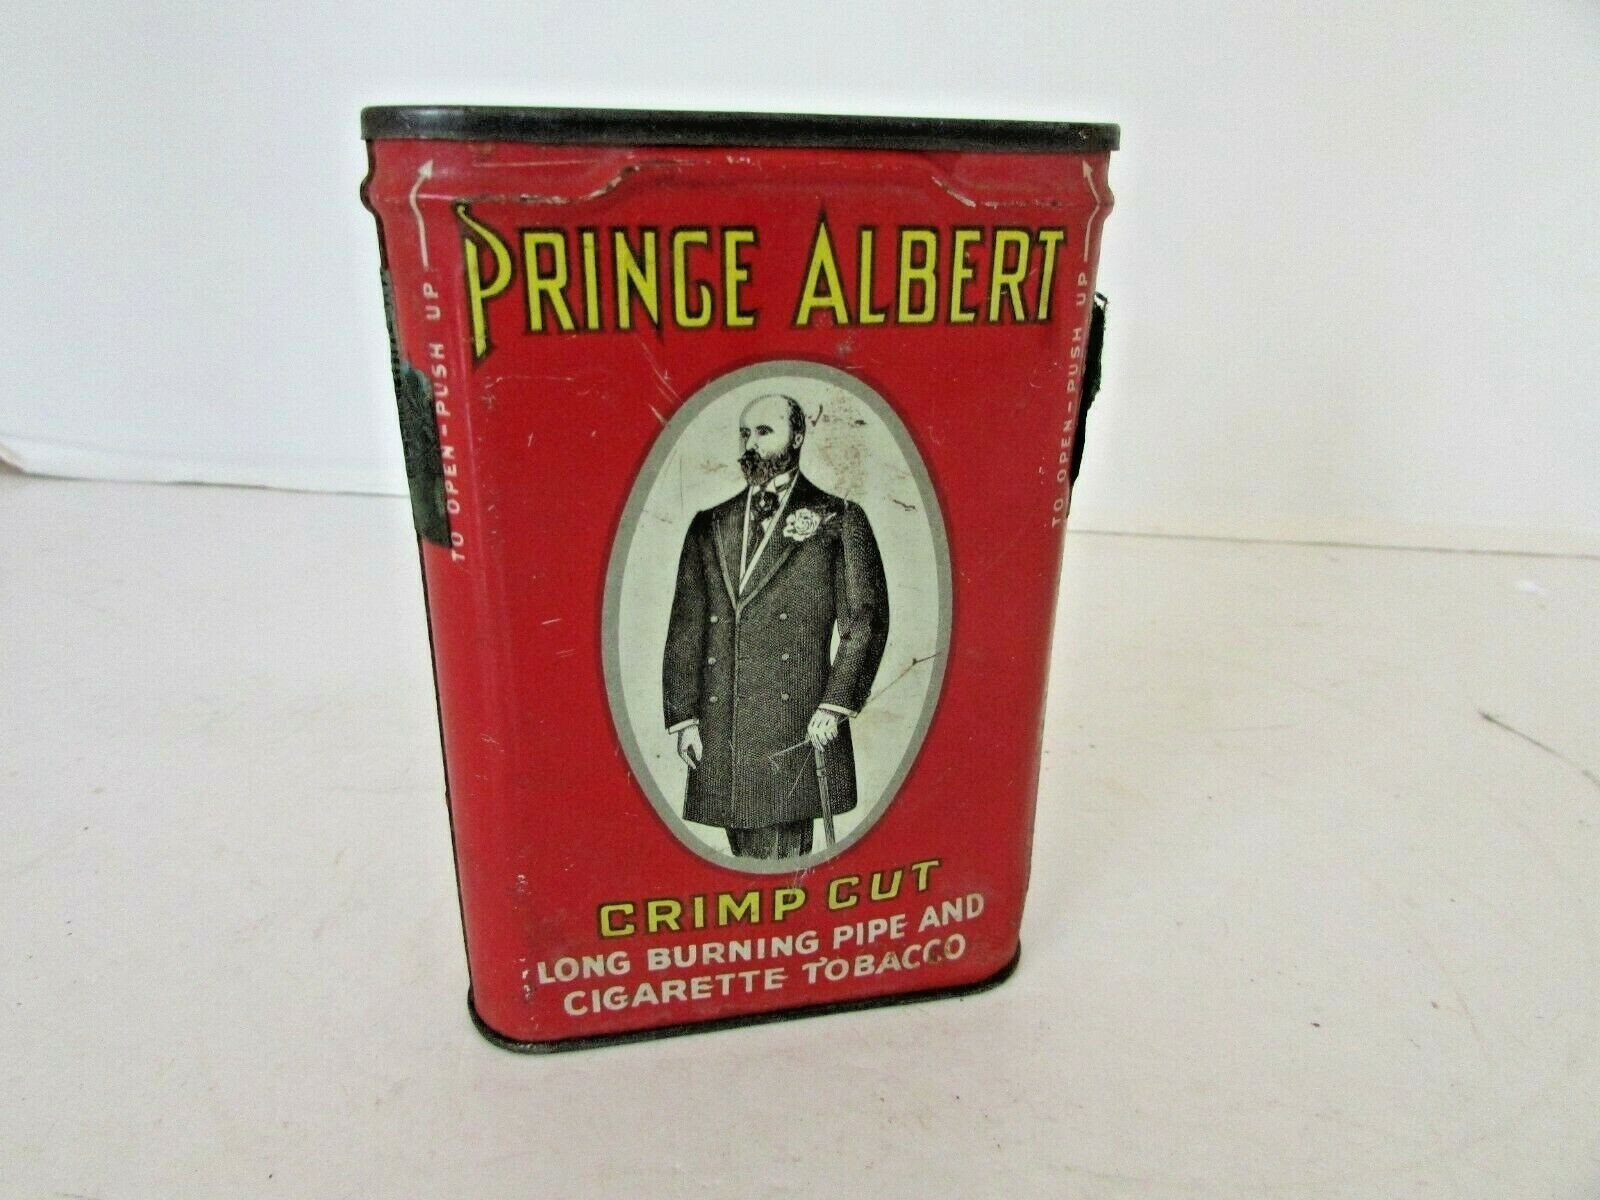 PRINCE ALBERT
TO OPEN - PUSH UP
TO OPEN - PUSH UP
CRIMP CUT
LONG BURNING PIPE AND
CIGARETTE TOBACCO